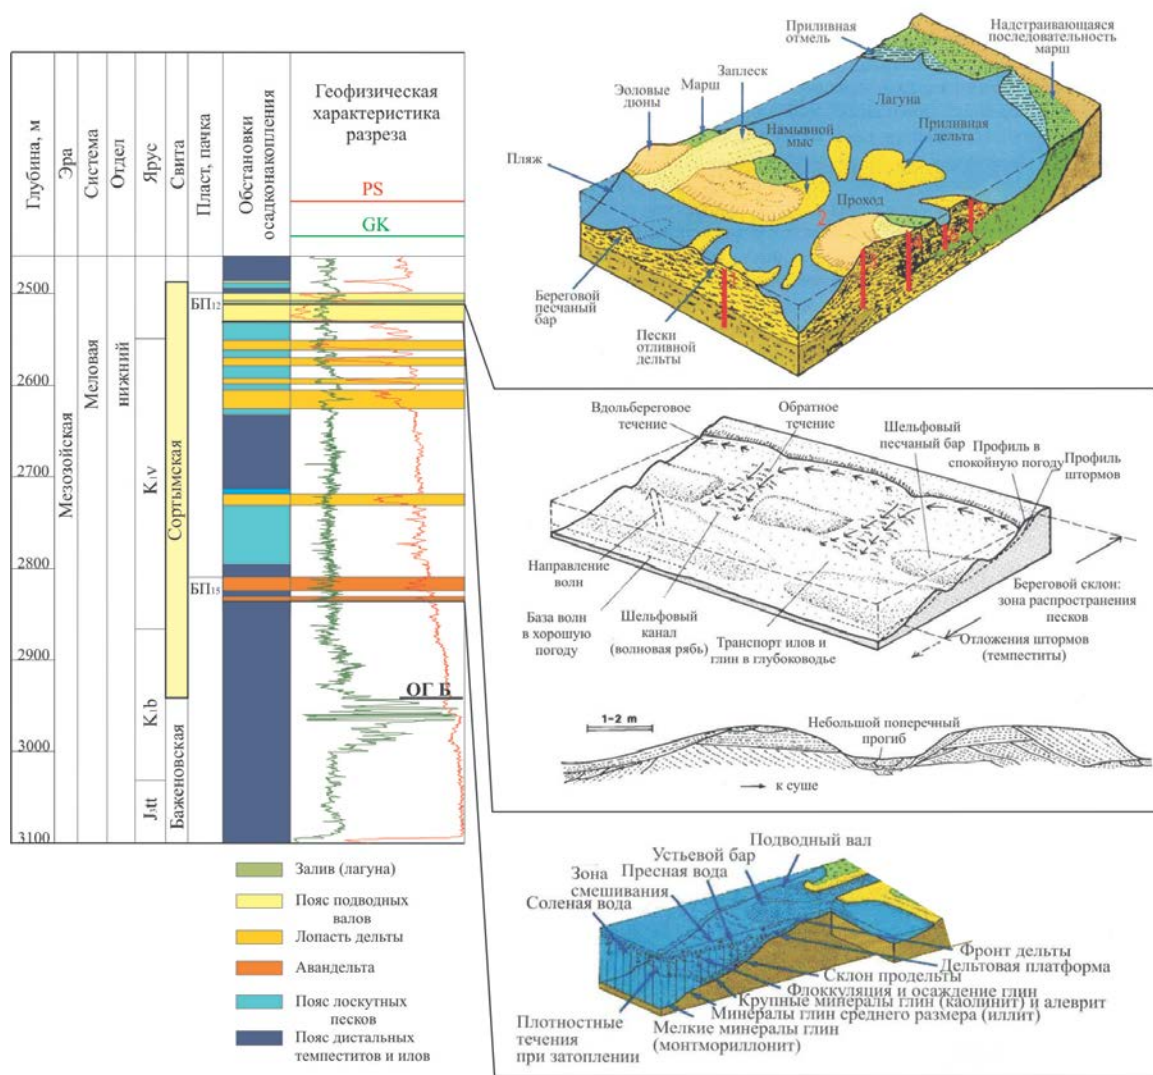 Глубина, м
Эра
Система
Отдел
Ярус
Свита
Пласт, пачка
Обстановки
осадконакопления
Геофизическая
характеристика
разреза
PS
GK
2500
2600
2700
2800
2900
3000
3100
Мезозойская
Меловая
нижний
K₁v
K₁b
J₃tt
Сортымская
Баженовская
БП₁₂
БП₁₅
ОГ Б
Залив (лагуна)
Пояс подводных
валов
Лопасть дельты
Авандельта
Пояс лоскутных
песков
Пояс дистальных
темпеститов и илов
Приливная
отмель
Надстраивающаяся
последовательность
марш
Заплеск
Марш
Эоловые
дюны
Лагуна
Намывной
мыс
Приливная
дельта
Пляж
Проход
2
Береговой
песчаный
бар
Пески
отливной
дельты
Вдольбереговое
течение
Обратное
течение
Шельфовый
песчаный бар
Профиль в
спокойную погоду
Профиль
штормов
Направление
волн
База волн
в хорошую
погоду
Шельфовый
канал
(волновая рябь)
Транспорт илов и
глин в глубоководье
Береговой склон:
зона распространения
песков
Отложения штормов
(темпеститы)
1–2 m
Небольшой поперечный
прогиб
к суше
Подводный вал
Устьевой бар
Пресная вода
Зона
смешивания
Соленая вода
Фронт дельты
Дельтовая платформа
Склон продельты
Флоккуляция и осаждение глин
Крупные минералы глин (каолинит) и алеврит
Минералы глин среднего размера (иллит)
Мелкие минералы глин
(монтмориллонит)
Плотностные
течения
при затоплении